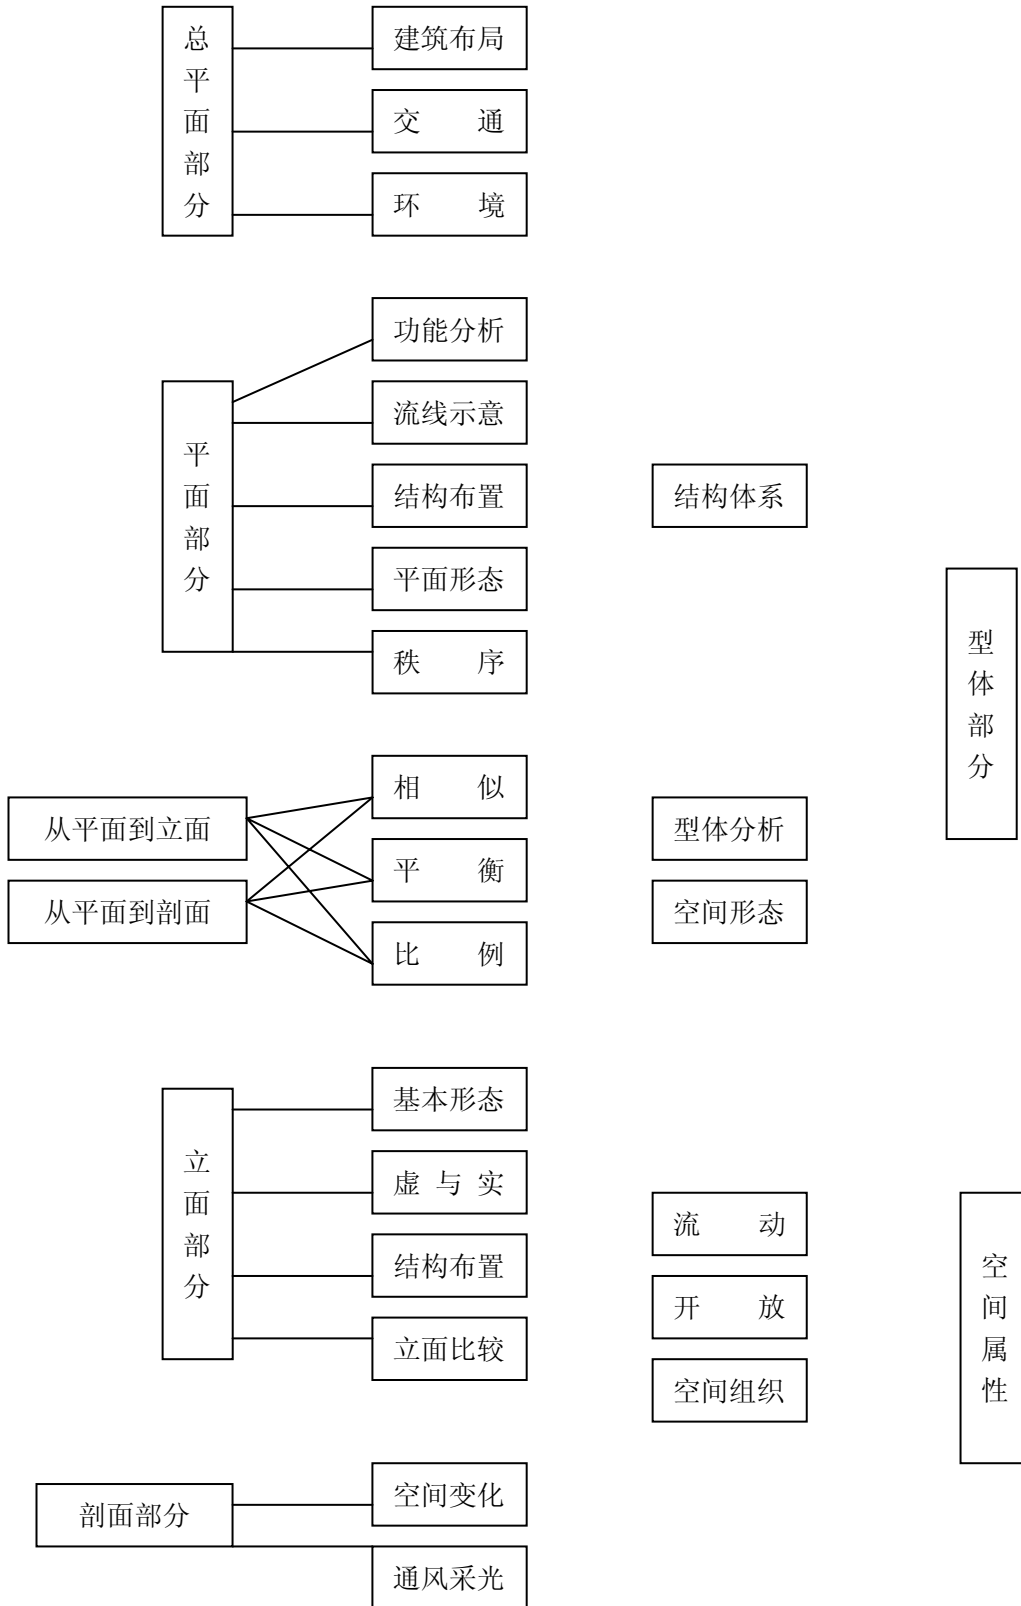 总平面部分
建筑布局
交 通
环 境
平面部分
功能分析
流线示意
结构布置
平面形态
秩 序
结构体系
型体部分
从平面到立面
从平面到剖面
相 似
平 衡
比 例
型体分析
空间形态
立面部分
基本形态
虚 与 实
结构布置
立面比较
流 动
开 放
空间组织
空间属性
剖面部分
空间变化
通风采光